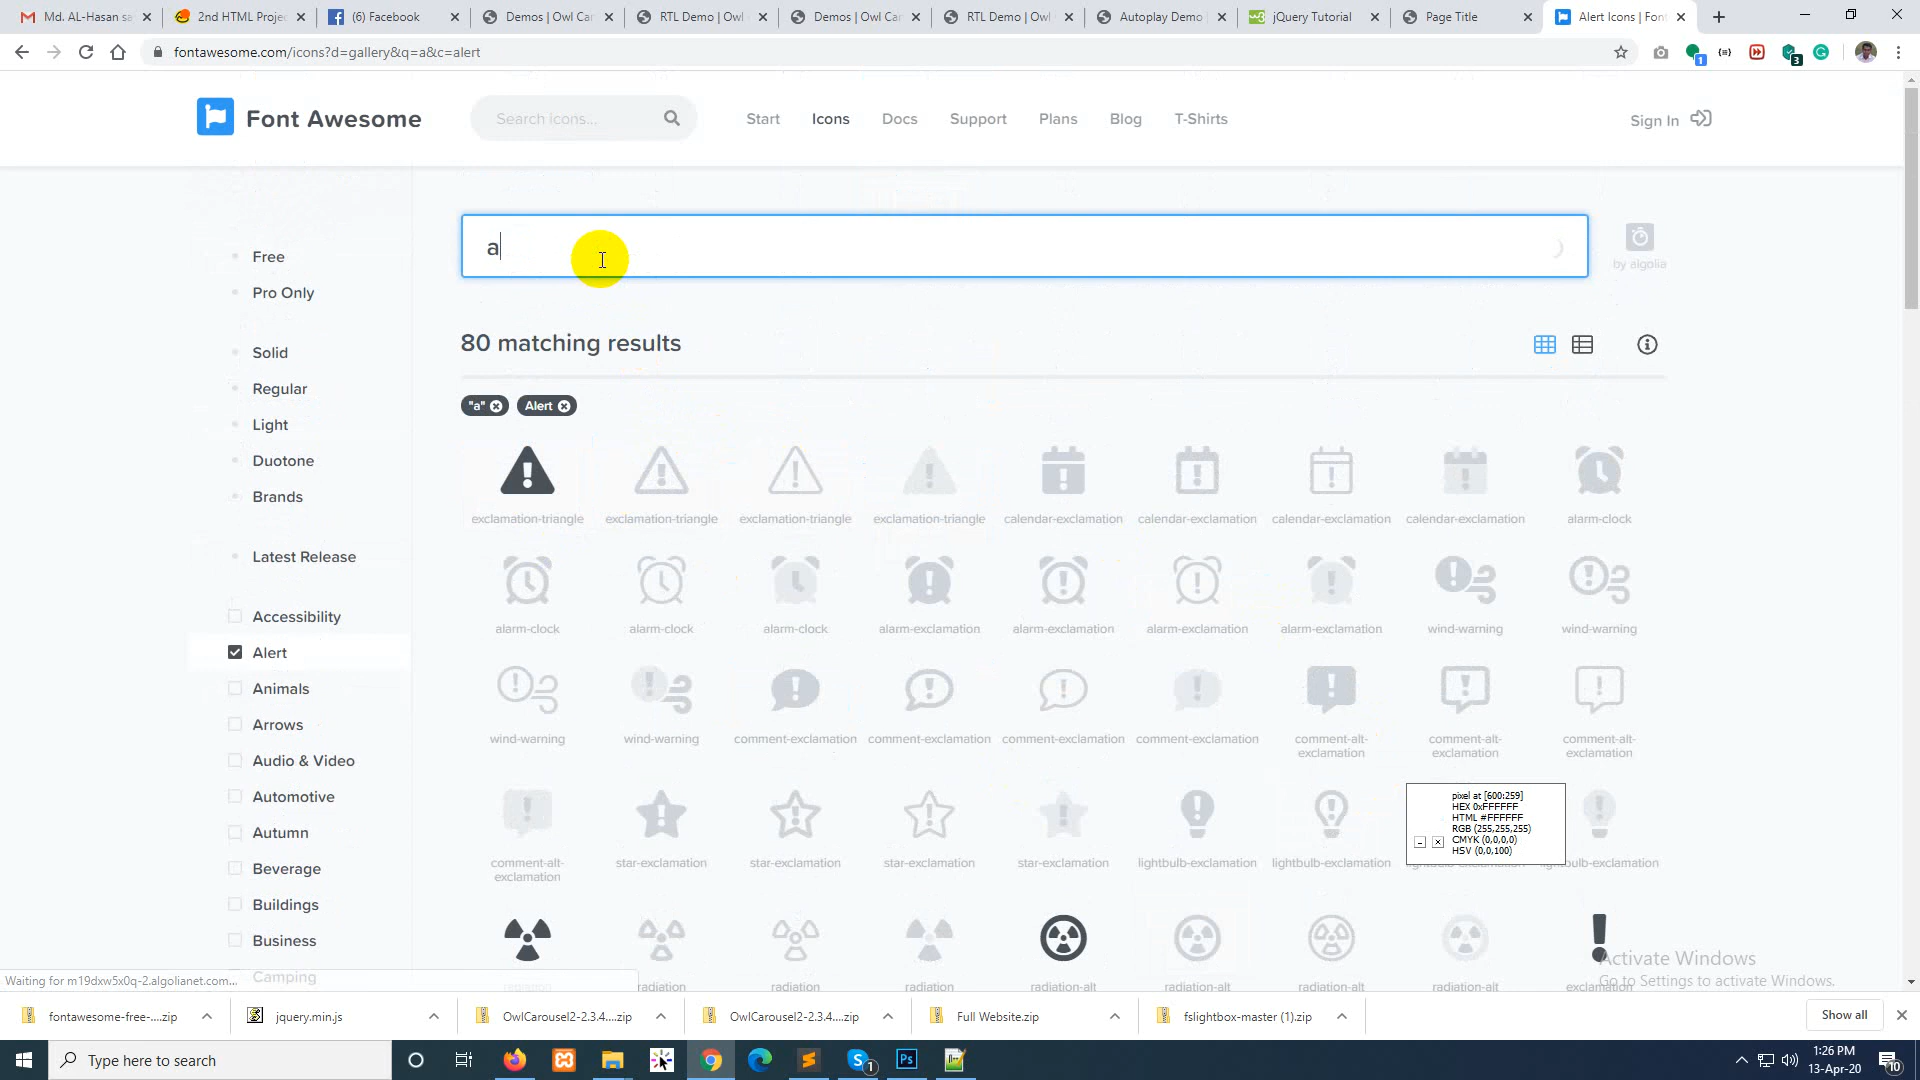 Md. AL-Hasan sa
2nd HTML Projec
(6) Facebook
Demos | Owl Car
RTL Demo | Owl
Demos | Owl Car
RTL Demo | Owl
Autoplay Demo
jQuery Tutorial
Page Title
Alert Icons | Font
fontawesome.com/icons?d=gallery&q=a&c=alert
Font Awesome
Search icons...
Start
Icons
Docs
Support
Plans
Blog
T-Shirts
Sign In
a
by algolia
Free
Pro Only
Solid
Regular
Light
Duotone
Brands
Latest Release
Accessibility
Alert
Animals
Arrows
Audio & Video
Automotive
Autumn
Beverage
Buildings
Business
Camping
80 matching results
"a"
Alert
exclamation-triangle exclamation-triangle exclamation-triangle exclamation-triangle calendar-exclamation calendar-exclamation calendar-exclamation calendar-exclamation alarm-clock
alarm-clock alarm-clock alarm-clock alarm-exclamation alarm-exclamation alarm-exclamation alarm-exclamation wind-warning wind-warning
wind-warning wind-warning comment-exclamation comment-exclamation comment-exclamation comment-exclamation comment-alt-exclamation comment-alt-exclamation comment-alt-exclamation
comment-alt-exclamation star-exclamation star-exclamation star-exclamation star-exclamation lightbulb-exclamation lightbulb-exclamation
radiation radiation radiation radiation-alt radiation-alt radiation-alt radiation-alt
pixel at [600:259]
HEX 0xFFFFFF
HTML #FFFFFF
RGB (255,255,255)
CMYK (0,0,0,0)
HSV (0,0,100)
Activate Windows
Go to Settings to activate Windows.
Waiting for m19dxw5x0q-2.algolianet.com...
fontawesome-free-....zip
jquery.min.js
OwlCarousel2-2.3.4....zip
OwlCarousel2-2.3.4....zip
Full Website.zip
fslightbox-master (1).zip
Show all
Type here to search
1:26 PM
13-Apr-20
10